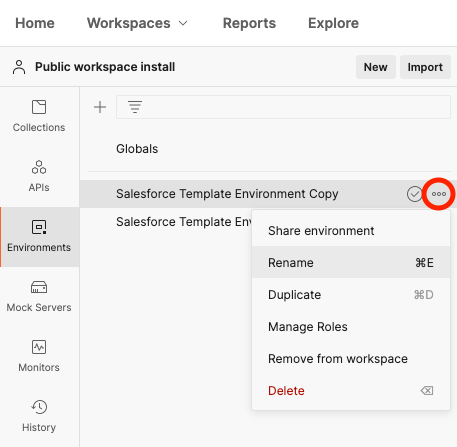 Home Workspaces Reports Explore
Public workspace install New Import
Collections
APIs
Environments
Mock Servers
Monitors
History
Globals
Salesforce Template Environment Copy
Salesforce Template Env
Share environment
Rename ⌘E
Duplicate ⌘D
Manage Roles
Remove from workspace
Delete ⌫